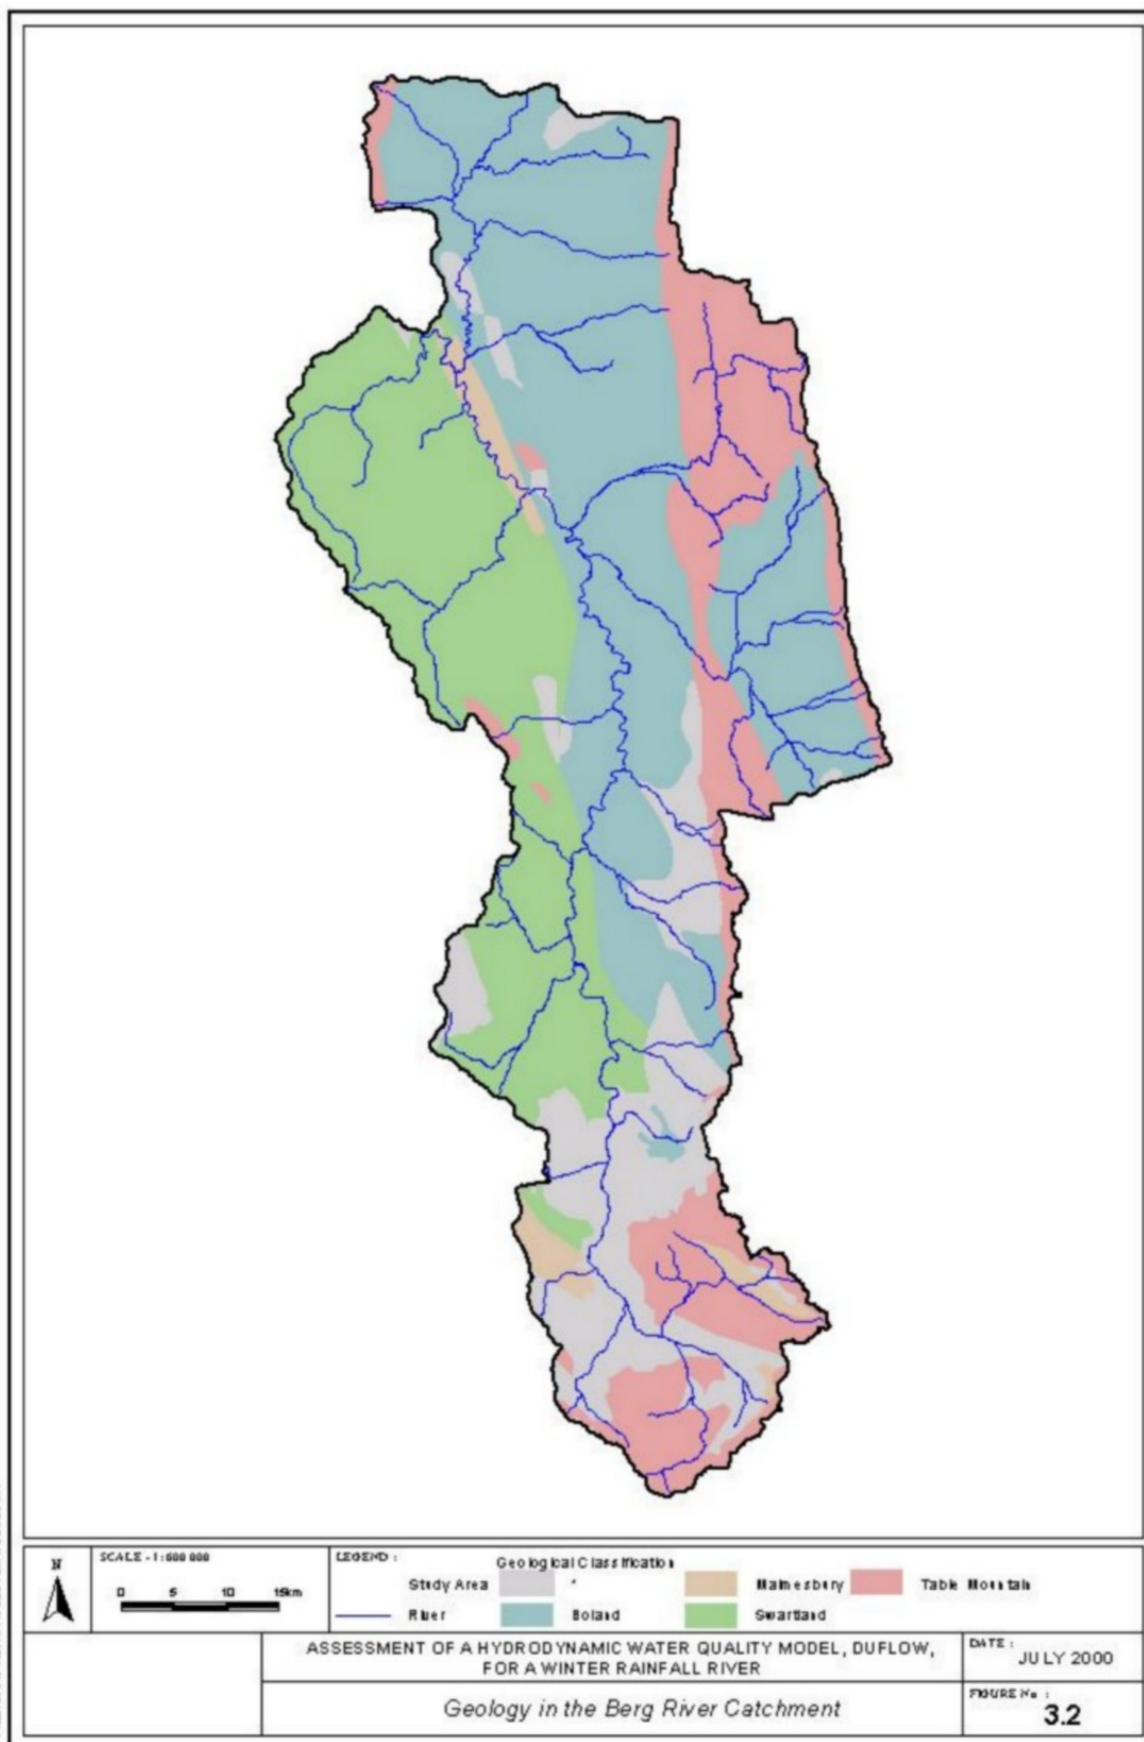 N
SCALE - 1:600 000
0 5 10 15km
LEGEND :
Geological Classification
Study Area * Malmesbury Table Mountain
River Boland Swartland
ASSESSMENT OF A HYDRODYNAMIC WATER QUALITY MODEL, DUFLOW,
FOR A WINTER RAINFALL RIVER
DATE :
JULY 2000
Geology in the Berg River Catchment
FIGURE No :
3.2